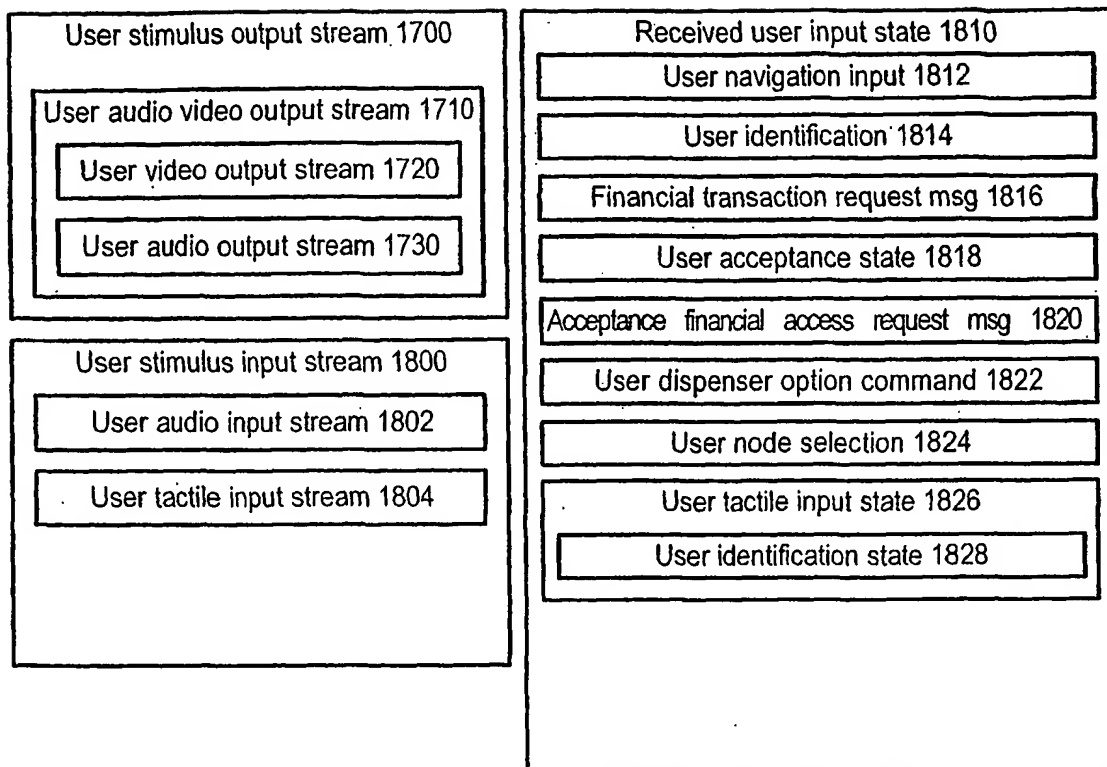 User stimulus output stream 1700
User audio video output stream 1710
User video output stream 1720
User audio output stream 1730
User stimulus input stream 1800
User audio input stream 1802
User tactile input stream 1804
Received user input state 1810
User navigation input 1812
User identification 1814
Financial transaction request msg 1816
User acceptance state 1818
Acceptance financial access request msg 1820
User dispenser option command 1822
User node selection 1824
User tactile input state 1826
User identification state 1828